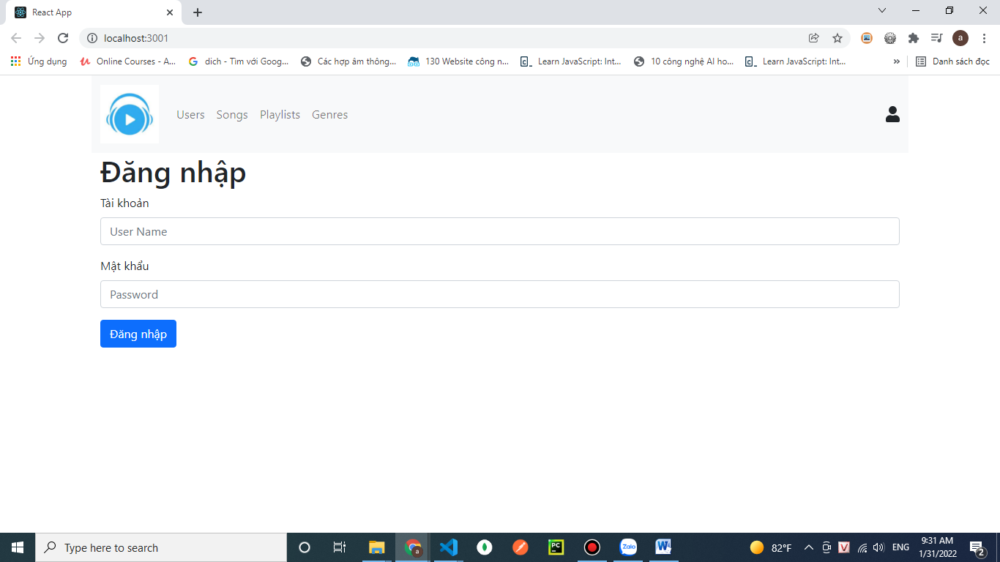 React App
localhost:3001
a
Ứng dụng
Online Courses - A...
dich - Tìm với Goog...
Các hợp âm thông...
130 Website công n...
Learn JavaScript: Int...
10 công nghệ AI ho...
Learn JavaScript: Int...
Danh sách đọc
Users Songs Playlists Genres
Đăng nhập
Tài khoản
User Name
Mật khẩu
Password
Đăng nhập
Type here to search
a
PC
Zalo
W
82°F
V
ENG
9:31 AM
1/31/2022
2